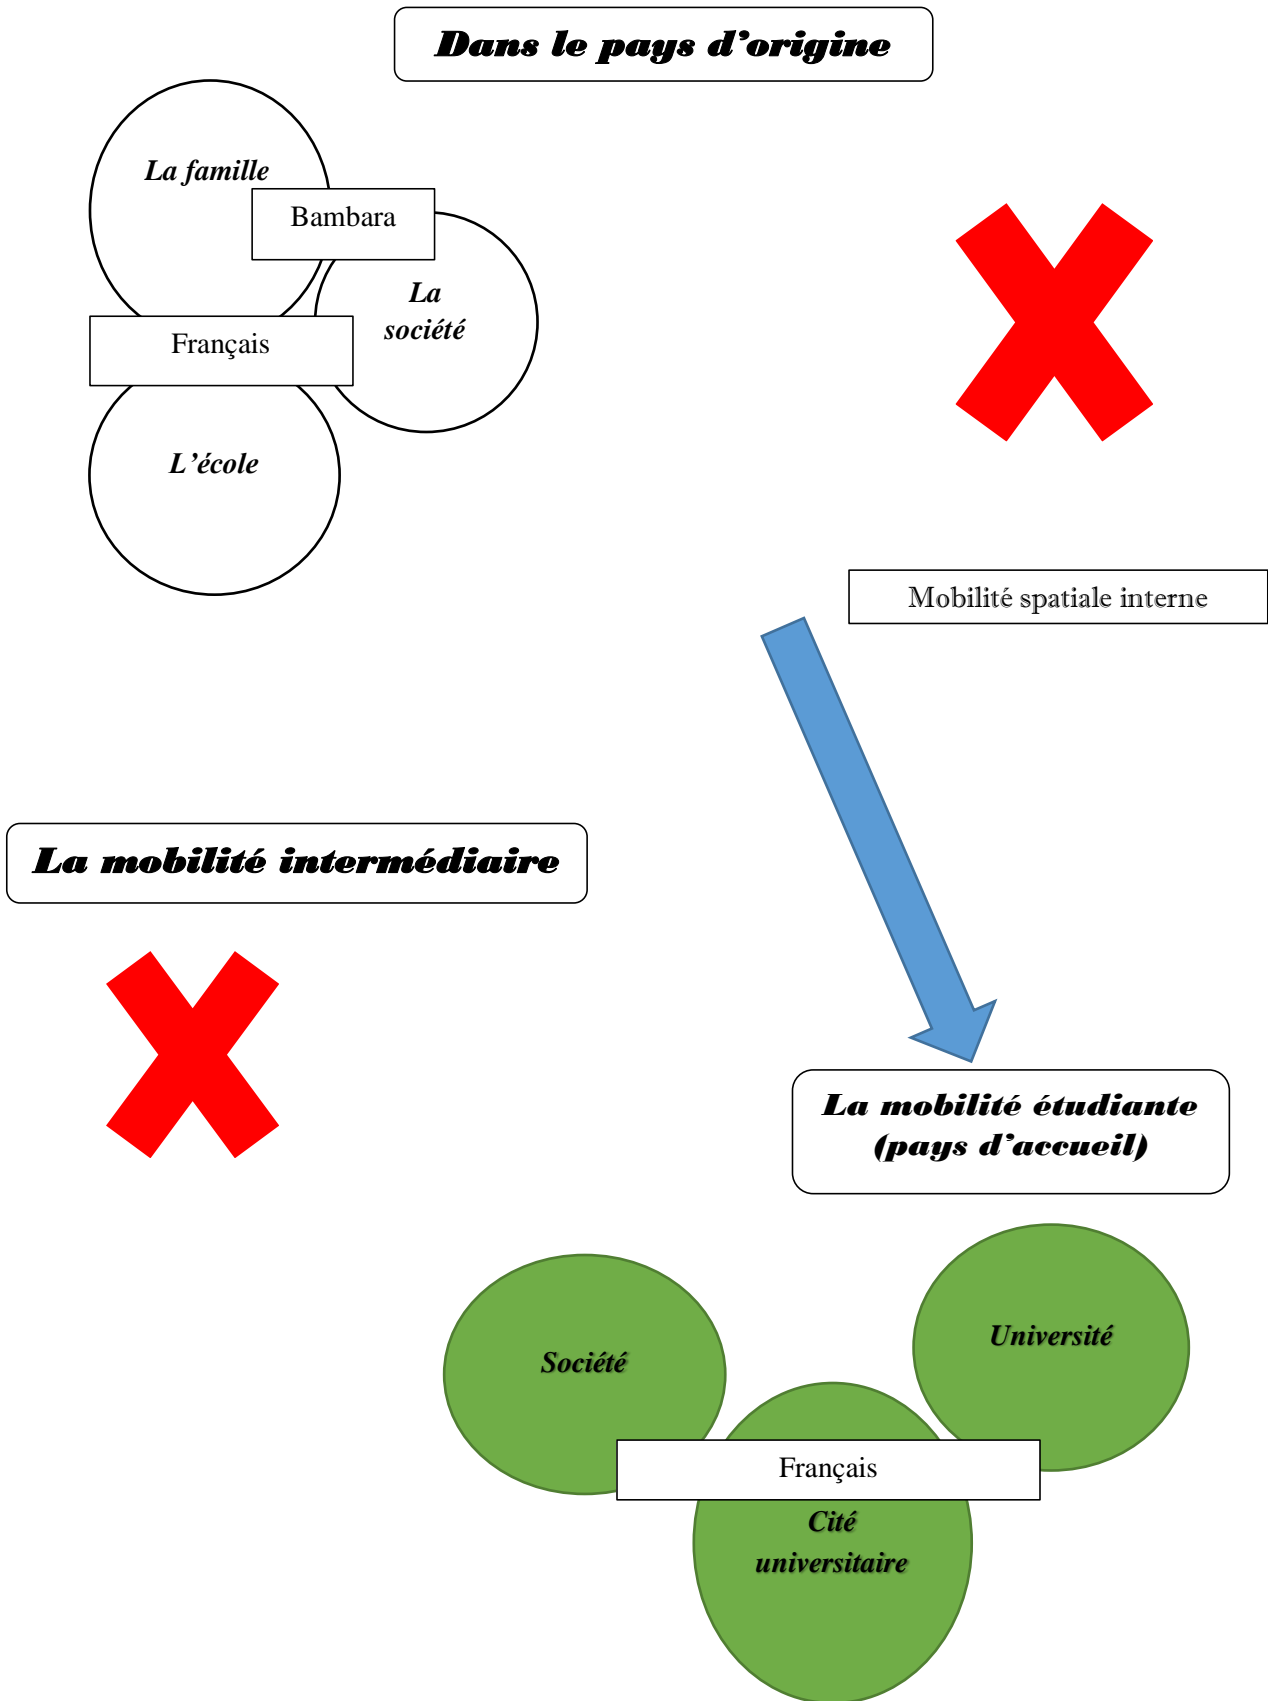 Dans le pays d’origine
La famille
Bambara
La
société
Français
L’école
Mobilité spatiale interne
La mobilité intermédiaire
La mobilité étudiante
(pays d’accueil)
Université
Société
Français
Cité
universitaire